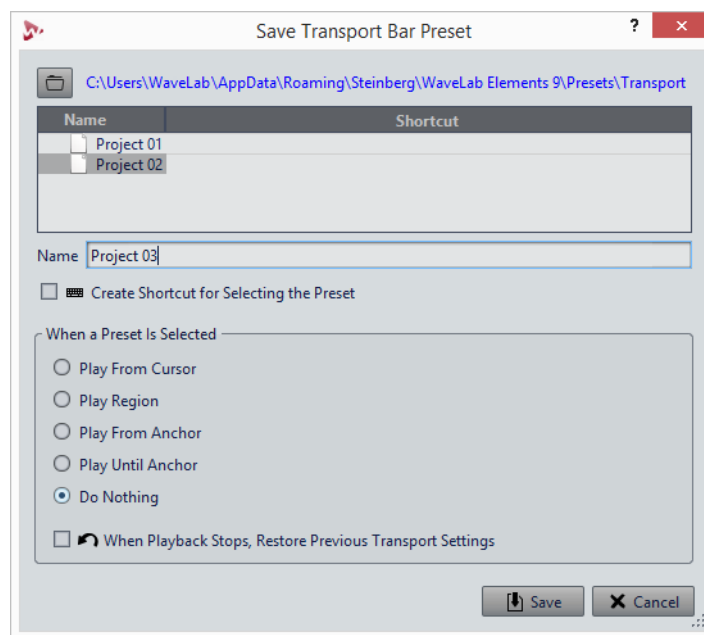 Save Transport Bar Preset ? ×
C:\Users\WaveLab\AppData\Roaming\Steinberg\WaveLab Elements 9\Presets\Transport
Name Shortcut
Project 01
Project 02
Name Project 03
Create Shortcut for Selecting the Preset
When a Preset Is Selected
Play From Cursor
Play Region
Play From Anchor
Play Until Anchor
Do Nothing
When Playback Stops, Restore Previous Transport Settings
Save Cancel